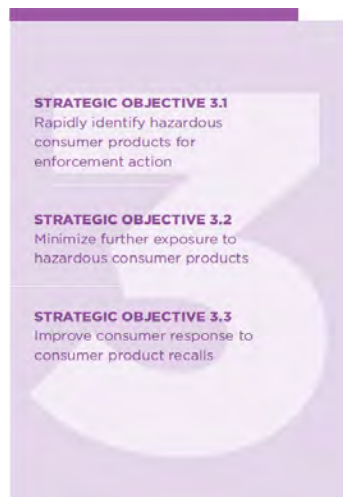 STRATEGIC OBJECTIVE 3.1
Rapidly identify hazardous
consumer products for
enforcement action
STRATEGIC OBJECTIVE 3.2
Minimize further exposure to
hazardous consumer products
STRATEGIC OBJECTIVE 3.3
Improve consumer response to
consumer product recalls
3